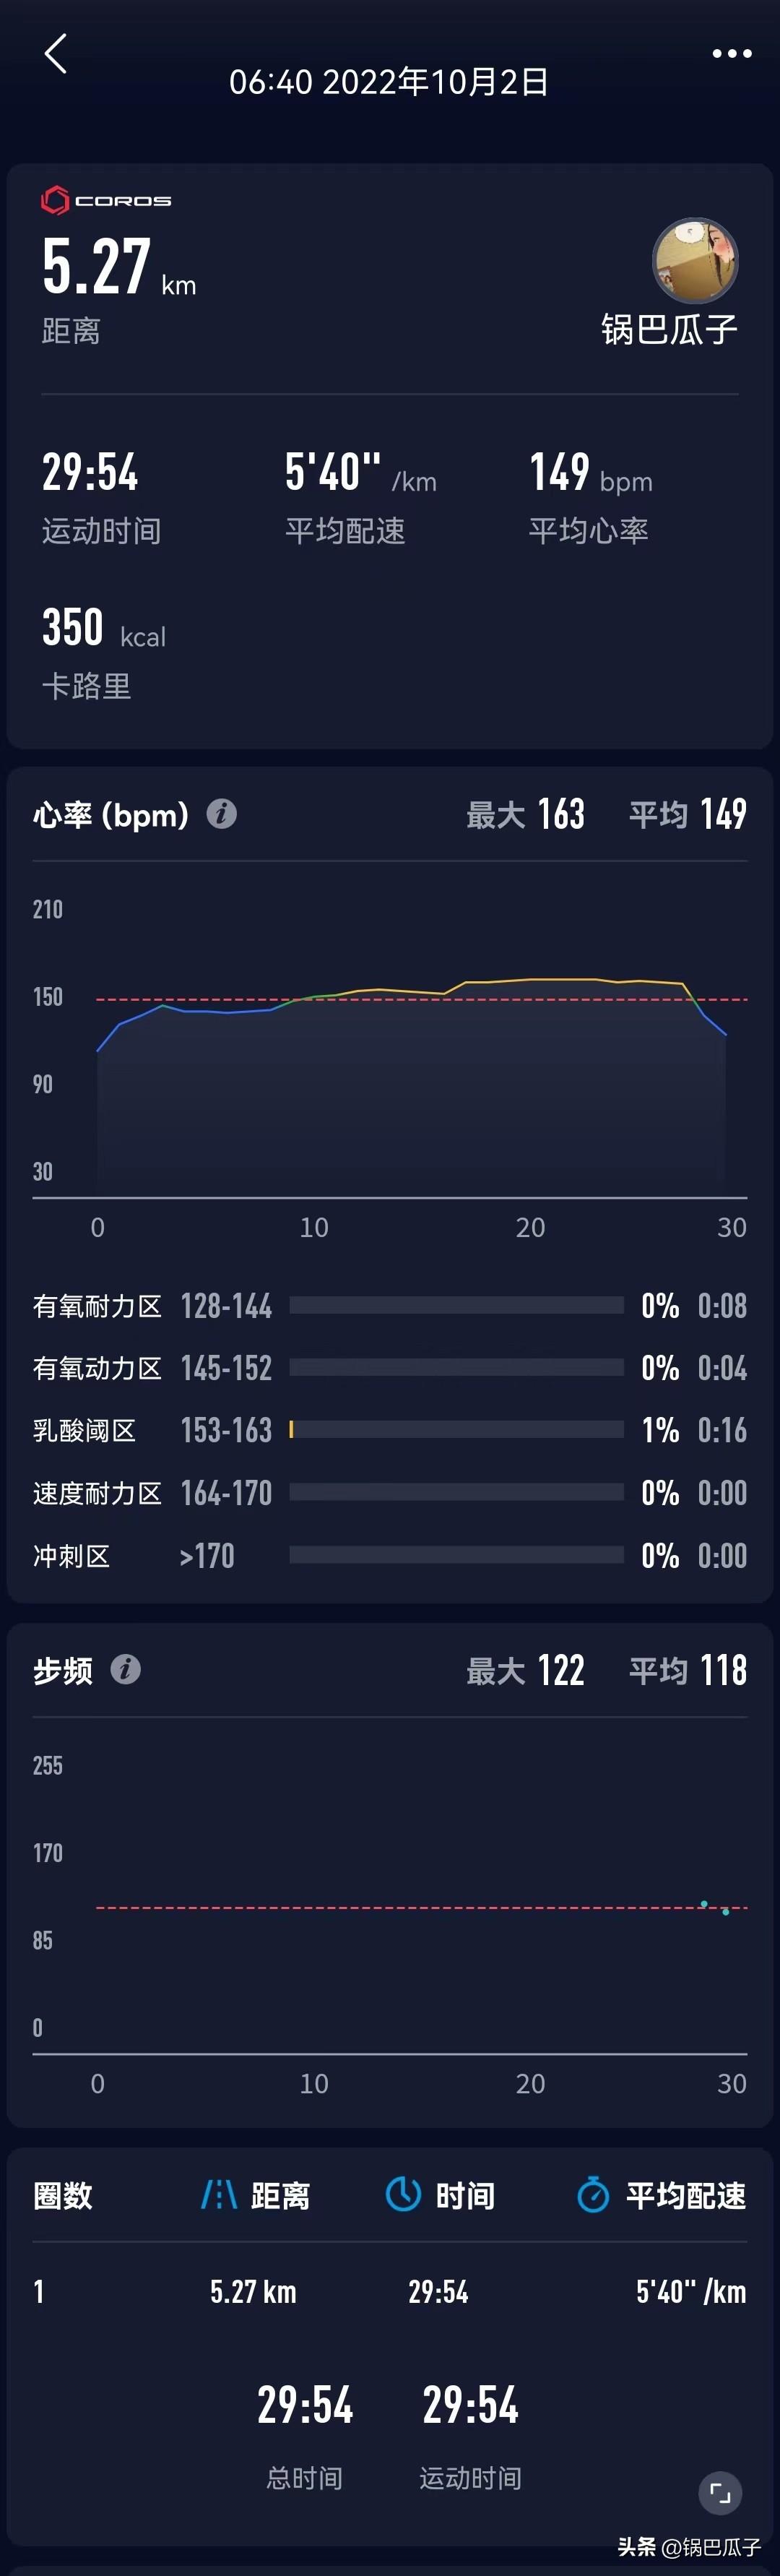 06:40 2022年10月2日
COROS
5.27 km
距离
锅巴瓜子
29:54 5'40" /km 149 bpm
运动时间 平均配速 平均心率
350 kcal
卡路里
心率 (bpm) i 最大 163 平均 149
210
150
90
30
0 10 20 30
有氧耐力区 128-144 0% 0:08
有氧动力区 145-152 0% 0:04
乳酸阈区 153-163 1% 0:16
速度耐力区 164-170 0% 0:00
冲刺区 >170 0% 0:00
步频 i 最大 122 平均 118
255
170
85
0
0 10 20 30
圈数 距离 时间 平均配速
1 5.27 km 29:54 5'40" /km
29:54 29:54
总时间 运动时间
头条 @锅巴瓜子